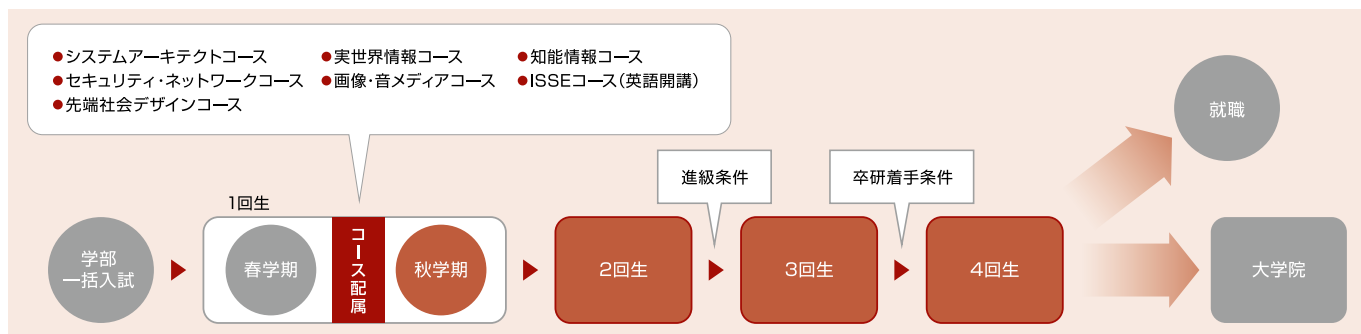 ●システムアーキテクトコース ●実世界情報コース ●知能情報コース
●セキュリティ・ネットワークコース ●画像・音メディアコース ●ISSEコース(英語開講)
●先端社会デザインコース
就職
進級条件
卒研着手条件
1回生
学部
一括入試
春学期
コース配属
秋学期
2回生
3回生
4回生
大学院